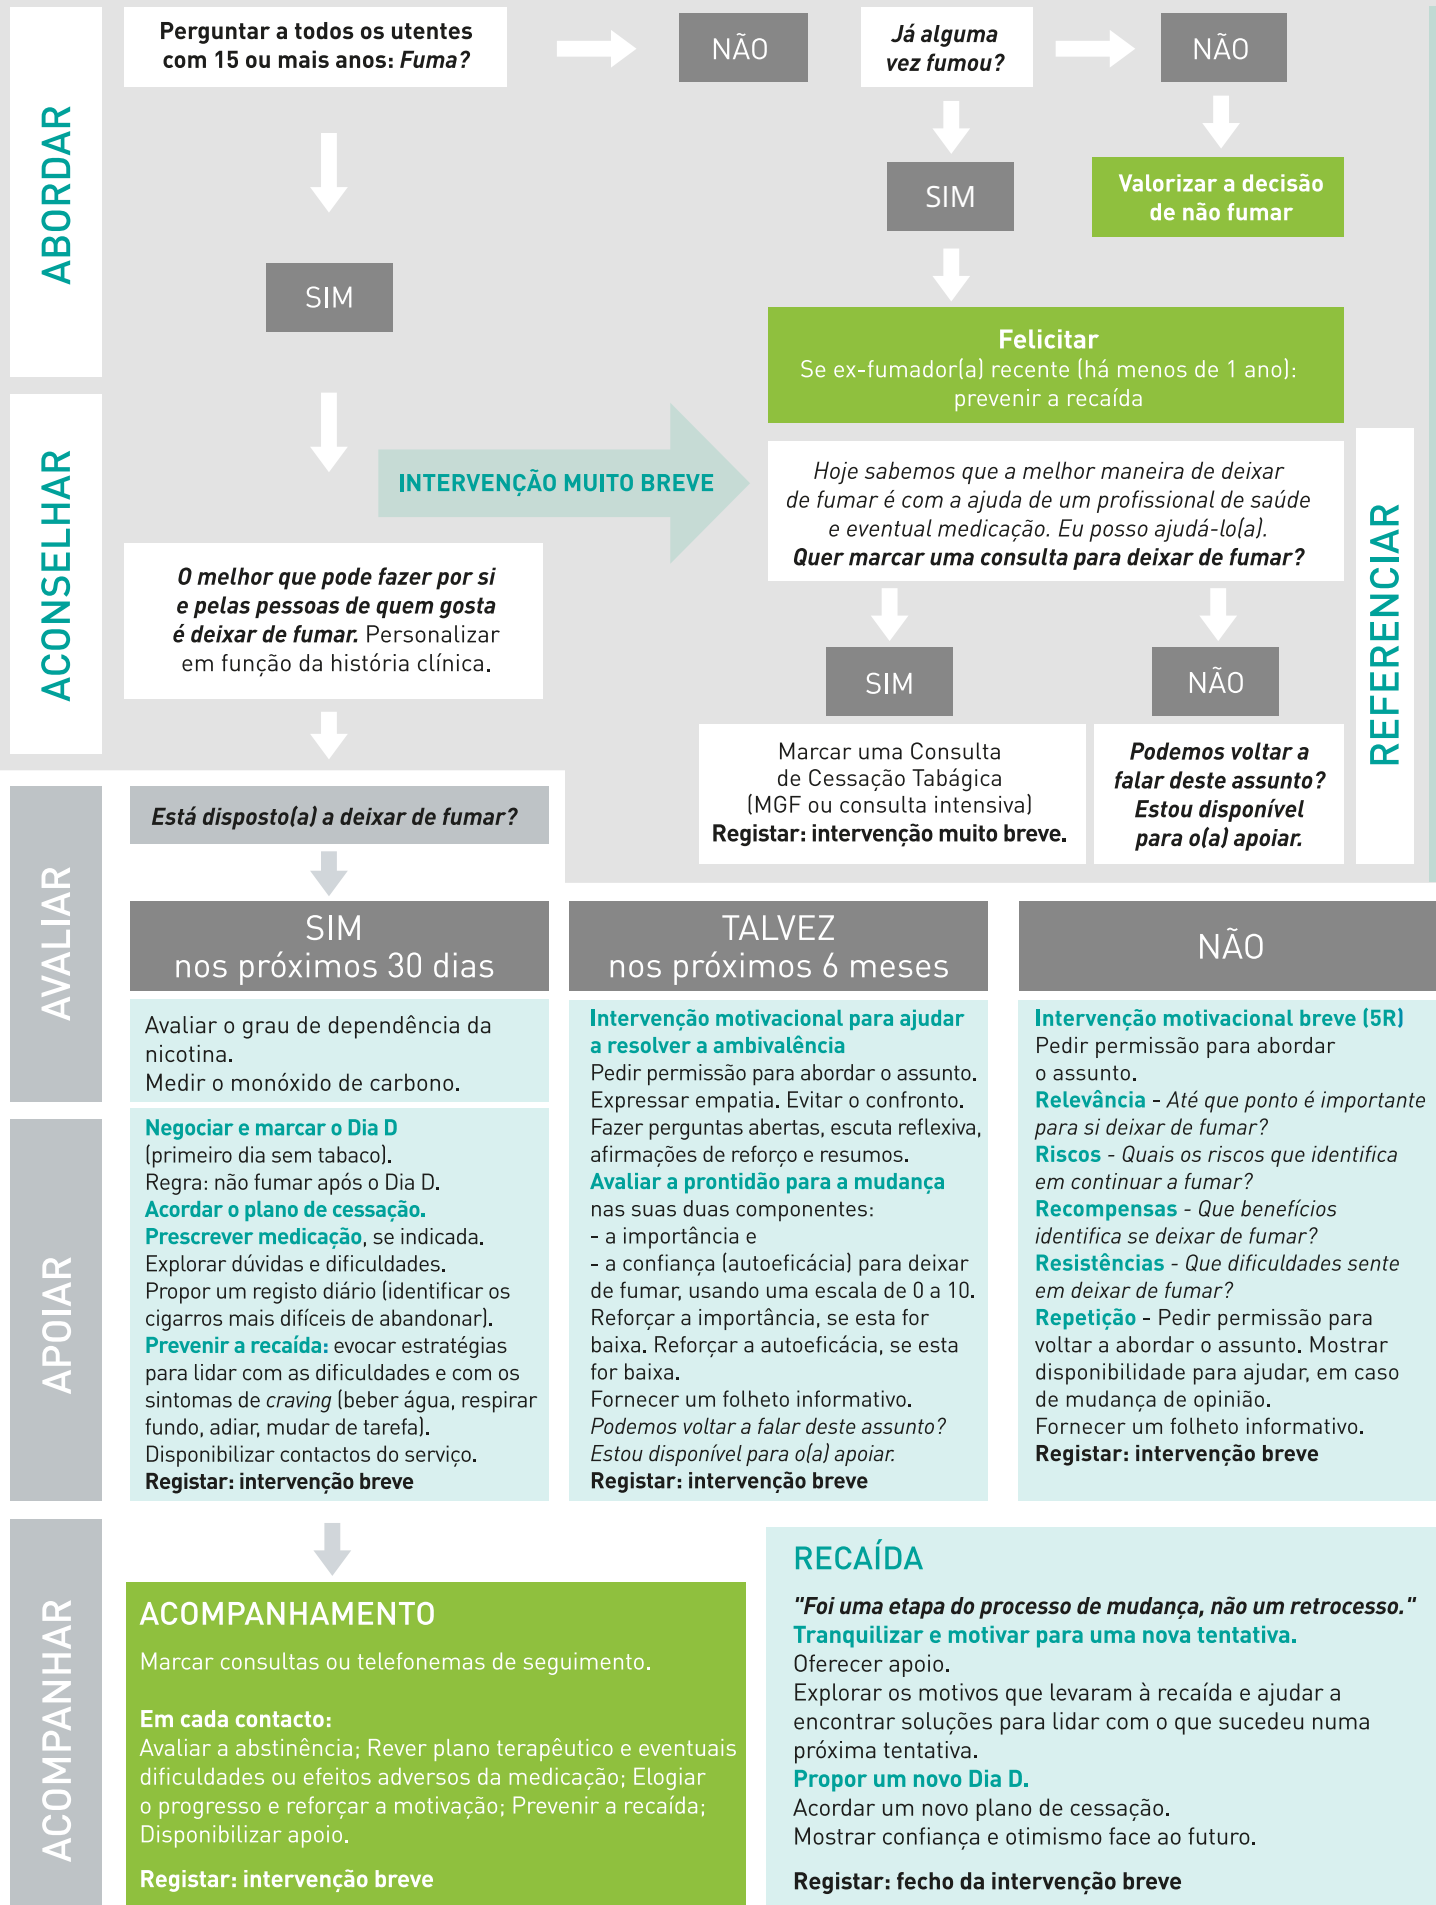 ABORDAR
Perguntar a todos os utentes
com 15 ou mais anos: Fuma?
NÃO
Já alguma
vez fumou?
NÃO
SIM
Valorizar a decisão
de não fumar
SIM
Felicitar
Se ex-fumador(a) recente (há menos de 1 ano):
prevenir a recaída
ACONSELHAR
INTERVENÇÃO MUITO BREVE
O melhor que pode fazer por si
e pelas pessoas de quem gosta
é deixar de fumar. Personalizar
em função da história clínica.
REFERENCIAR
Hoje sabemos que a melhor maneira de deixar
de fumar é com a ajuda de um profissional de saúde
e eventual medicação. Eu posso ajudá-lo(a).
Quer marcar uma consulta para deixar de fumar?
SIM
NÃO
Marcar uma Consulta
de Cessação Tabágica
(MGF ou consulta intensiva)
Registar: intervenção muito breve.
Podemos voltar a
falar deste assunto?
Estou disponível
para o(a) apoiar.
AVALIAR
Está disposto(a) a deixar de fumar?
SIM
nos próximos 30 dias
Avaliar o grau de dependência da
nicotina.
Medir o monóxido de carbono.
APOIAR
Negociar e marcar o Dia D
(primeiro dia sem tabaco).
Regra: não fumar após o Dia D.
Acordar o plano de cessação.
Prescrever medicação, se indicada.
Explorar dúvidas e dificuldades.
Propor um registo diário (identificar os
cigarros mais difíceis de abandonar).
Prevenir a recaída: evocar estratégias
para lidar com as dificuldades e com os
sintomas de craving (beber água, respirar
fundo, adiar, mudar de tarefa).
Disponibilizar contactos do serviço.
Registar: intervenção breve
TALVEZ
nos próximos 6 meses
Intervenção motivacional para ajudar
a resolver a ambivalência
Pedir permissão para abordar o assunto.
Expressar empatia. Evitar o confronto.
Fazer perguntas abertas, escuta reflexiva,
afirmações de reforço e resumos.
Avaliar a prontidão para a mudança
nas suas duas componentes:
- a importância e
- a confiança (autoeficácia) para deixar
de fumar, usando uma escala de 0 a 10.
Reforçar a importância, se esta for
baixa. Reforçar a autoeficácia, se esta
for baixa.
Fornecer um folheto informativo.
Podemos voltar a falar deste assunto?
Estou disponível para o(a) apoiar.
Registar: intervenção breve
NÃO
Intervenção motivacional breve (5R)
Pedir permissão para abordar
o assunto.
Relevância - Até que ponto é importante
para si deixar de fumar?
Riscos - Quais os riscos que identifica
em continuar a fumar?
Recompensas - Que benefícios
identifica se deixar de fumar?
Resistências - Que dificuldades sente
em deixar de fumar?
Repetição - Pedir permissão para
voltar a abordar o assunto. Mostrar
disponibilidade para ajudar, em caso
de mudança de opinião.
Fornecer um folheto informativo.
Registar: intervenção breve
ACOMPANHAR
ACOMPANHAMENTO
Marcar consultas ou telefonemas de seguimento.
Em cada contacto:
Avaliar a abstinência; Rever plano terapêutico e eventuais
dificuldades ou efeitos adversos da medicação; Elogiar
o progresso e reforçar a motivação; Prevenir a recaída;
Disponibilizar apoio.
Registar: intervenção breve
RECAÍDA
"Foi uma etapa do processo de mudança, não um retrocesso."
Tranquilizar e motivar para uma nova tentativa.
Oferecer apoio.
Explorar os motivos que levaram à recaída e ajudar a
encontrar soluções para lidar com o que sucedeu numa
próxima tentativa.
Propor um novo Dia D.
Acordar um novo plano de cessação.
Mostrar confiança e otimismo face ao futuro.
Registar: fecho da intervenção breve